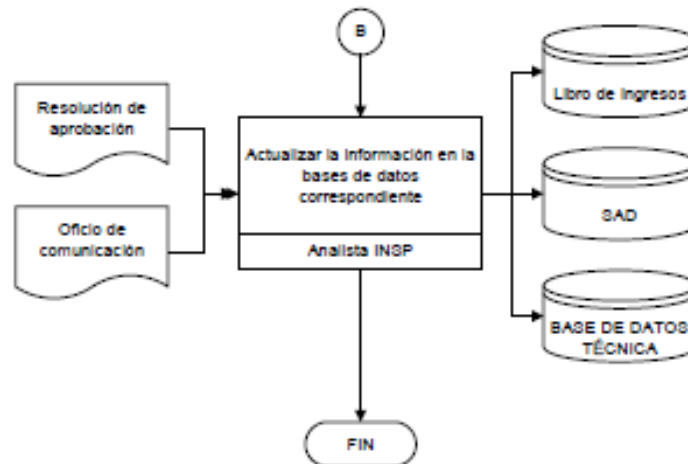 B
Resolución de
aprobación
Oficio de
comunicación
Actualizar la información en la
bases de datos
correspondiente
Analista INSP
Libro de Ingresos
SAD
BASE DE DATOS
TÉCNICA
FIN